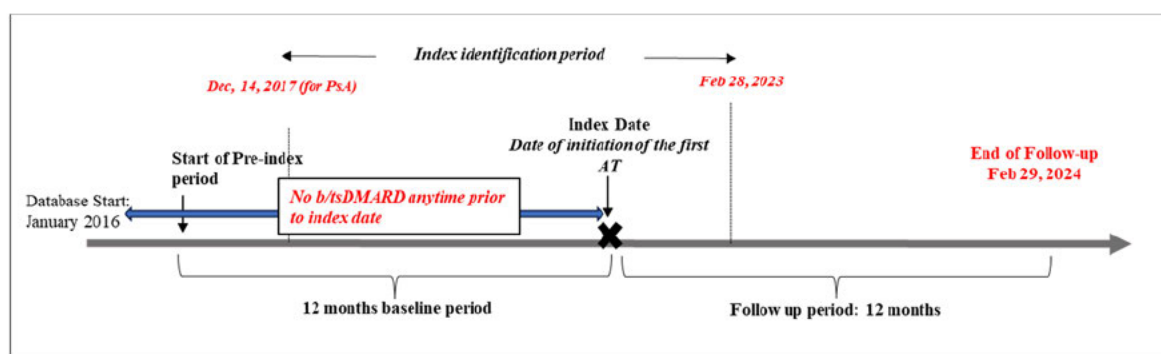 Index identification period
Dec, 14, 2017 (for PsA)
Feb 28, 2023
Index Date
Date of initiation of the first
AT
Start of Pre-index
period
End of Follow-up
Feb 29, 2024
Database Start:
January 2016
No b/tsDMARD anytime prior
to index date
12 months baseline period
Follow up period: 12 months